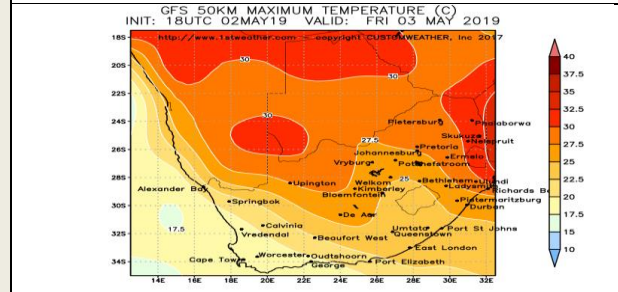 GFS 50KM MAXIMUM TEMPERATURE (C)
INIT: 18UTC 02MAY19 VALID: FRI 03 MAY 2019
http://www.1stweather.com - copyright CUSTOMWEATHER, Inc 2017
18S
20S
22S
24S
26S
28S
30S
32S
34S
14E 16E 18E 20E 22E 24E 26E 28E 30E 32E
30
30
30
27.5
25
17.5
Pietersburg
Phalaborwa
Skukuza
Nelspruit
Pretoria
Johannesburg
Ermelo
Vryburg
Potchefstroom
Alexander Bay
Upington
Welkom
Kimberley
Bethlehem
Ulundi
Ladysmith
Richards B
Bloemfontein
Springbok
Pietermaritzburg
Durban
De Aar
Calvinia
Vredendal
Umtata
Port St Johns
Queenstown
Beaufort West
East London
Worcester
Oudtshoorn
Cape Town
George
Port Elizabeth
40
37.5
35
32.5
30
27.5
25
22.5
20
17.5
15
10